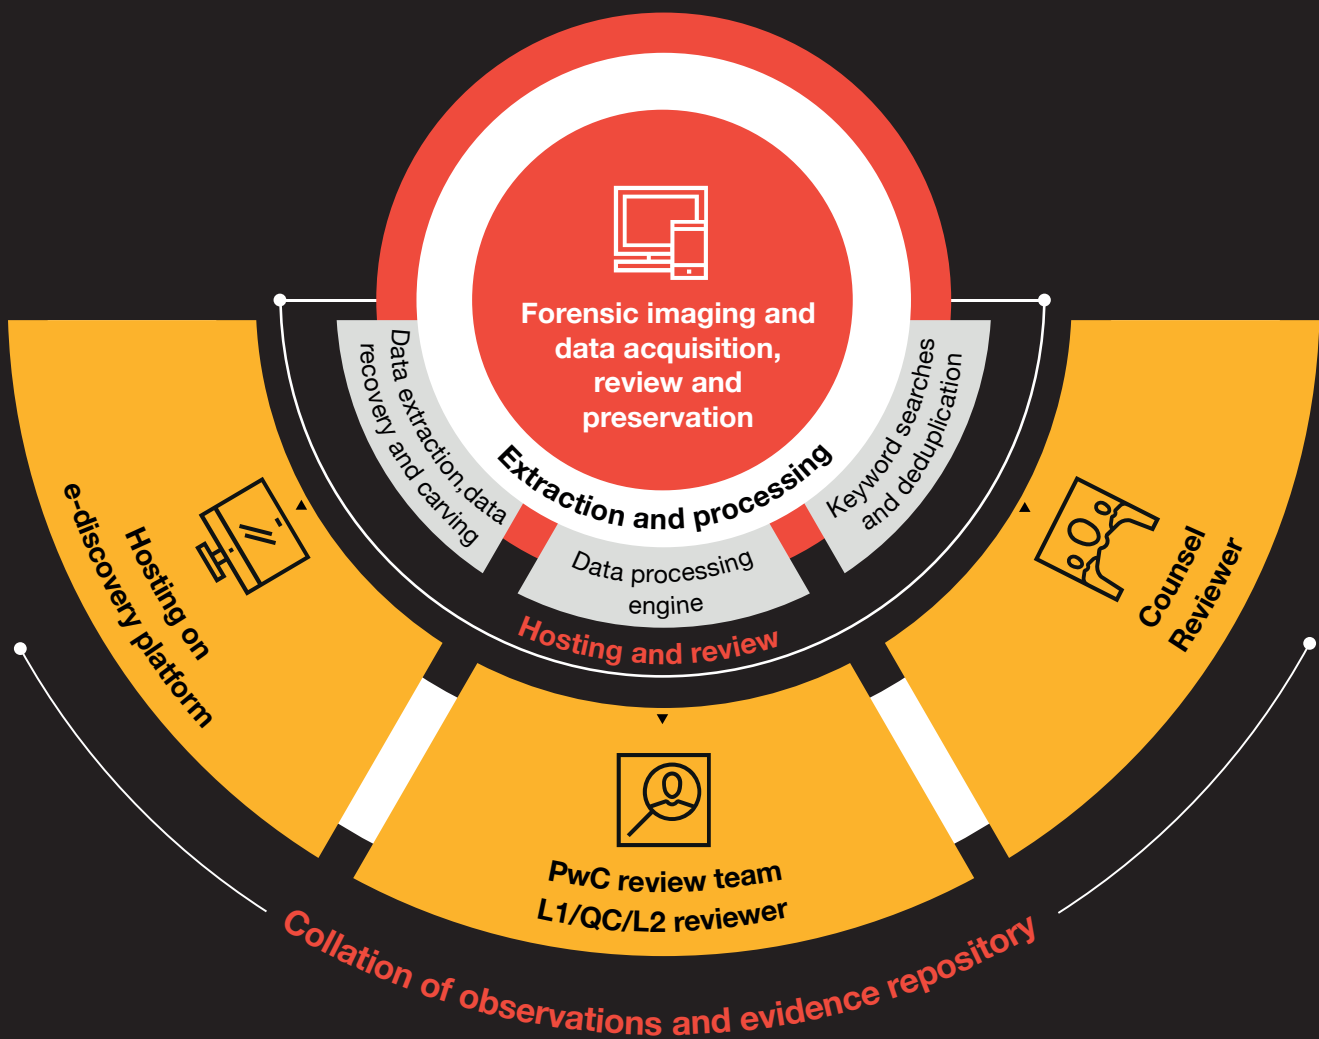 Forensic imaging and
data acquisition,
review and
preservation
Extraction and processing
Data extraction, data
recovery and carving
Data processing
engine
Keyword searches
and deduplication
Hosting and review
Hosting on
e-discovery platform
PwC review team
L1/QC/L2 reviewer
Counsel
Reviewer
Collation of observations and evidence repository